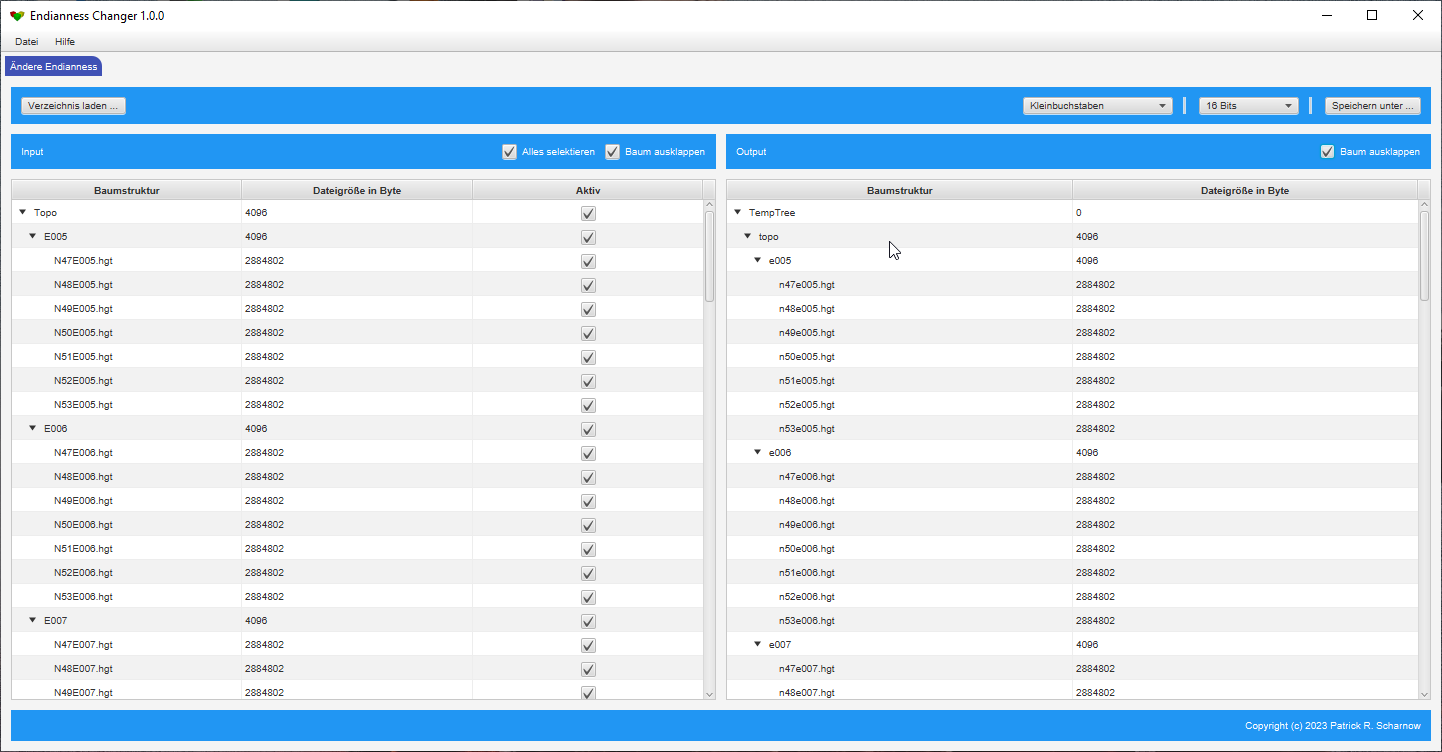 Endianness Changer 1.0.0
Datei Hilfe
Ändere Endianness
Verzeichnis laden ... Kleinbuchstaben 16 Bits Speichern unter ...
Input Alles selektieren Baum ausklappen
Baumstruktur Dateigröße in Byte Aktiv
Topo 4096
E005 4096
N47E005.hgt 2884802
N48E005.hgt 2884802
N49E005.hgt 2884802
N50E005.hgt 2884802
N51E005.hgt 2884802
N52E005.hgt 2884802
N53E005.hgt 2884802
E006 4096
N47E006.hgt 2884802
N48E006.hgt 2884802
N49E006.hgt 2884802
N50E006.hgt 2884802
N51E006.hgt 2884802
N52E006.hgt 2884802
N53E006.hgt 2884802
E007 4096
N47E007.hgt 2884802
N48E007.hgt 2884802
N49E007.hgt 2884802
Output Baum ausklappen
Baumstruktur Dateigröße in Byte
TempTree 0
topo 4096
e005 4096
n47e005.hgt 2884802
n48e005.hgt 2884802
n49e005.hgt 2884802
n50e005.hgt 2884802
n51e005.hgt 2884802
n52e005.hgt 2884802
n53e005.hgt 2884802
e006 4096
n47e006.hgt 2884802
n48e006.hgt 2884802
n49e006.hgt 2884802
n50e006.hgt 2884802
n51e006.hgt 2884802
n52e006.hgt 2884802
n53e006.hgt 2884802
e007 4096
n47e007.hgt 2884802
n48e007.hgt 2884802
Copyright (c) 2023 Patrick R. Scharnow